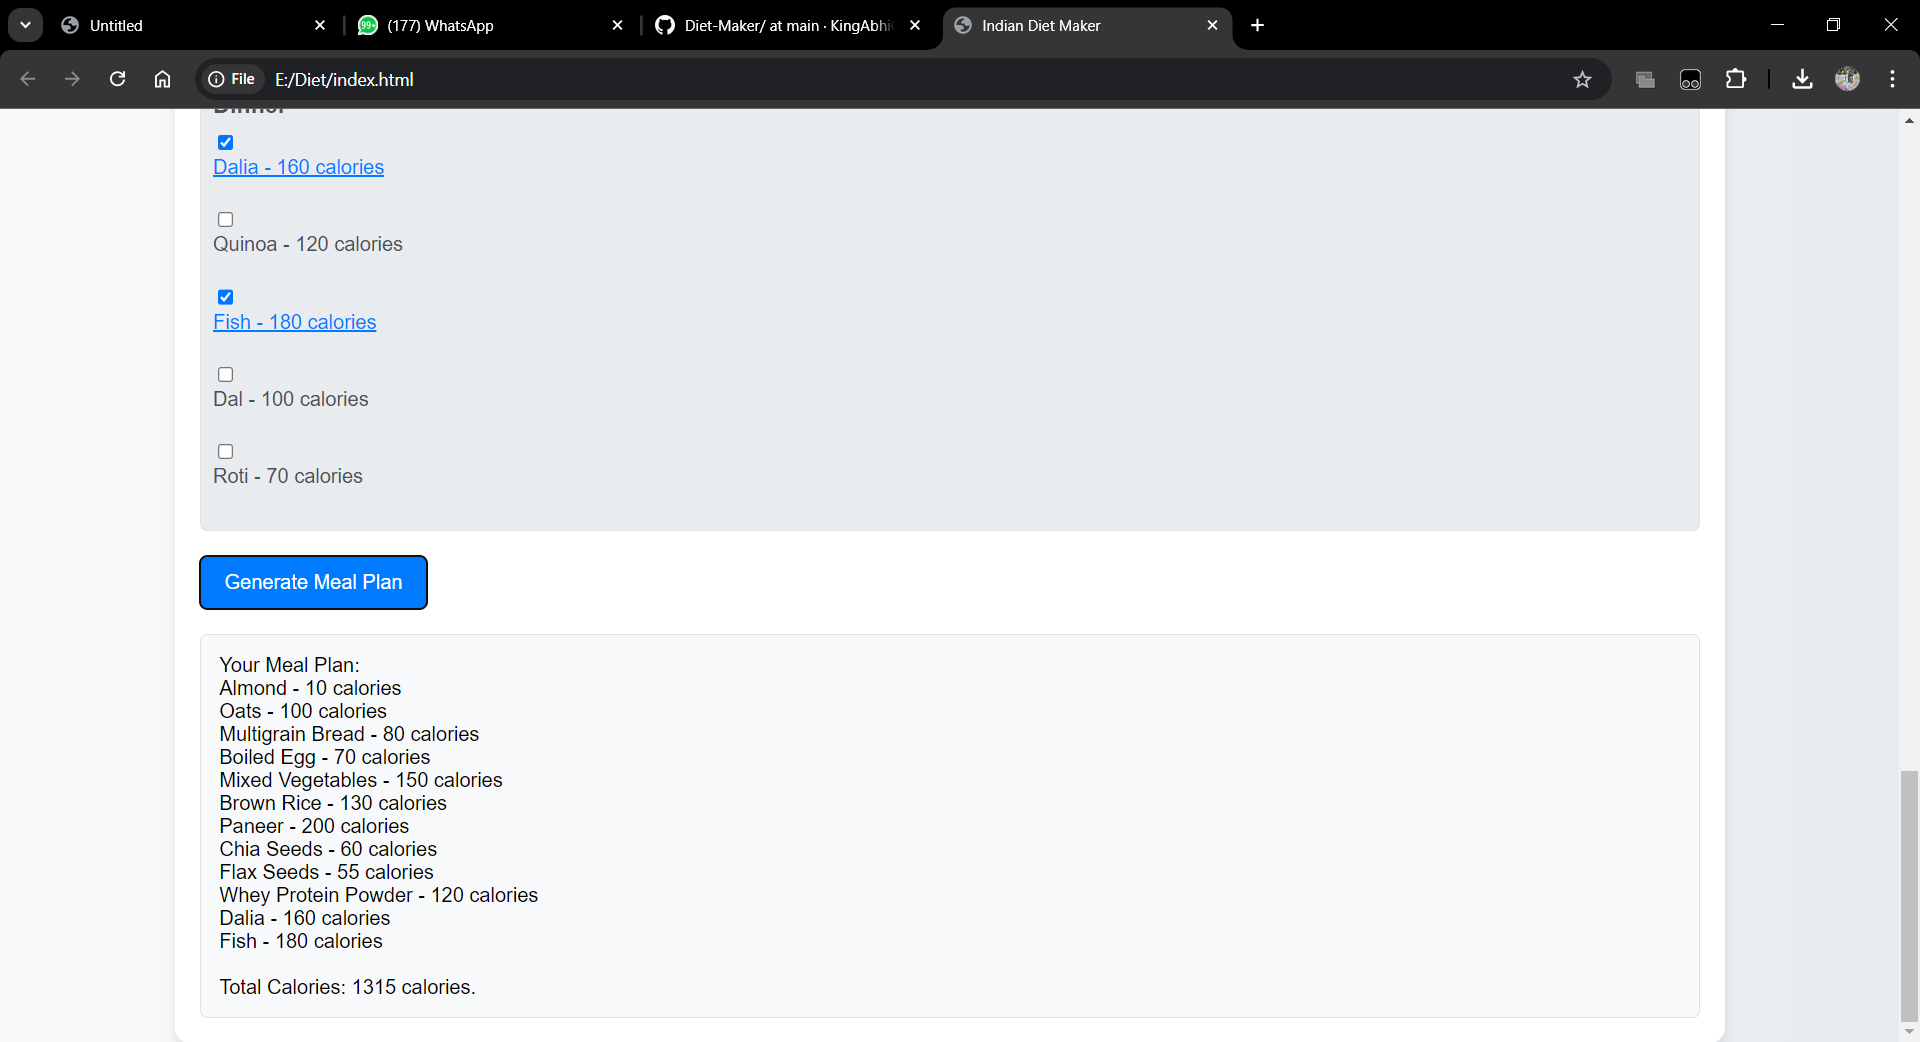 Untitled
(177) WhatsApp
Diet-Maker/ at main · KingAbhi
Indian Diet Maker
File
E:/Diet/index.html
Dinner
Dalia - 160 calories
Quinoa - 120 calories
Fish - 180 calories
Dal - 100 calories
Roti - 70 calories
Generate Meal Plan
Your Meal Plan:
Almond - 10 calories
Oats - 100 calories
Multigrain Bread - 80 calories
Boiled Egg - 70 calories
Mixed Vegetables - 150 calories
Brown Rice - 130 calories
Paneer - 200 calories
Chia Seeds - 60 calories
Flax Seeds - 55 calories
Whey Protein Powder - 120 calories
Dalia - 160 calories
Fish - 180 calories
Total Calories: 1315 calories.